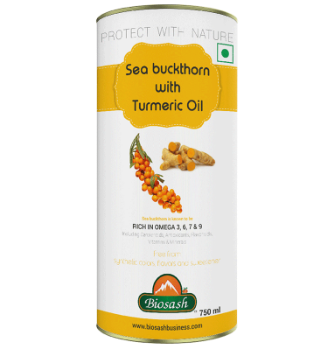 PROTECT WITH NATURE
Sea buckthorn
with
Turmeric Oil
RICH IN OMEGA 3, 6, 7 & 9
Biosash
750 ml
www.biosashbusiness.com